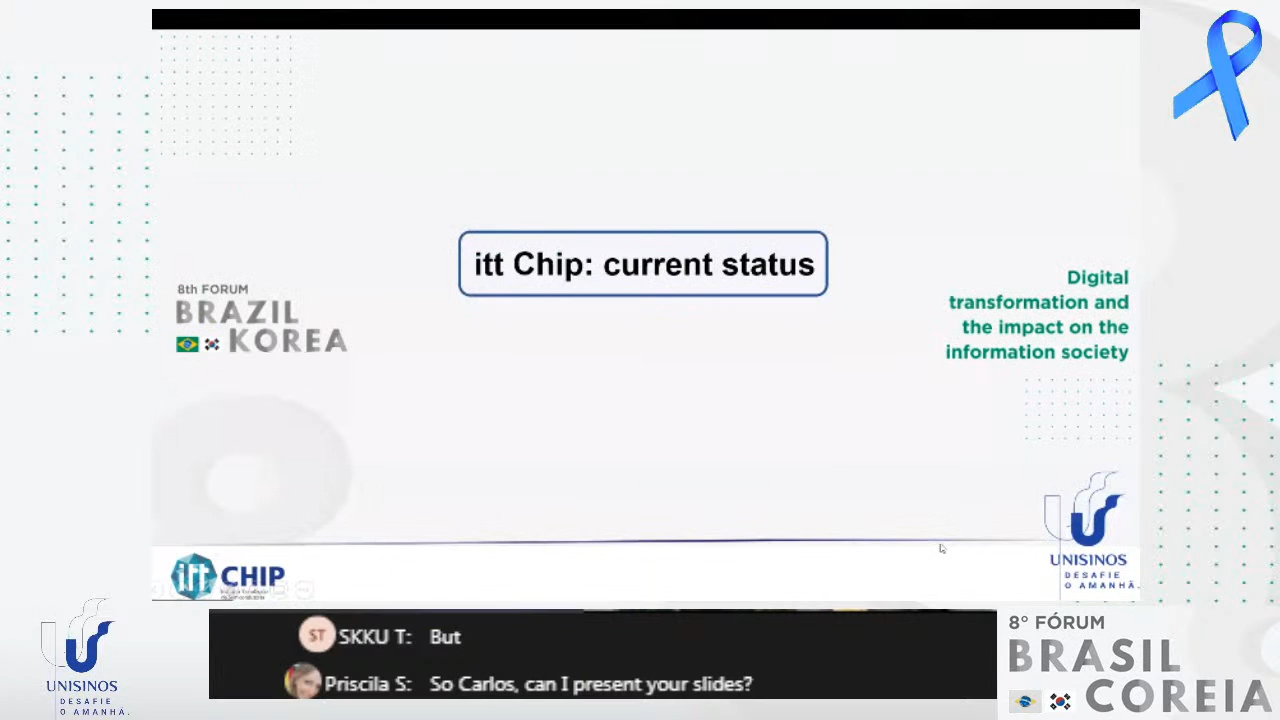 itt Chip: current status
8th FORUM
BRAZIL
KOREA
Digital
transformation and
the impact on the
information society
itt CHIP
UNISINOS
DESAFIE
O AMANHÃ.
UNISINOS
DESAFIE
O AMANHÃ.
ST SKKU T: But
Priscila S: So Carlos, can I present your slides?
8º FÓRUM
BRASIL
COREIA